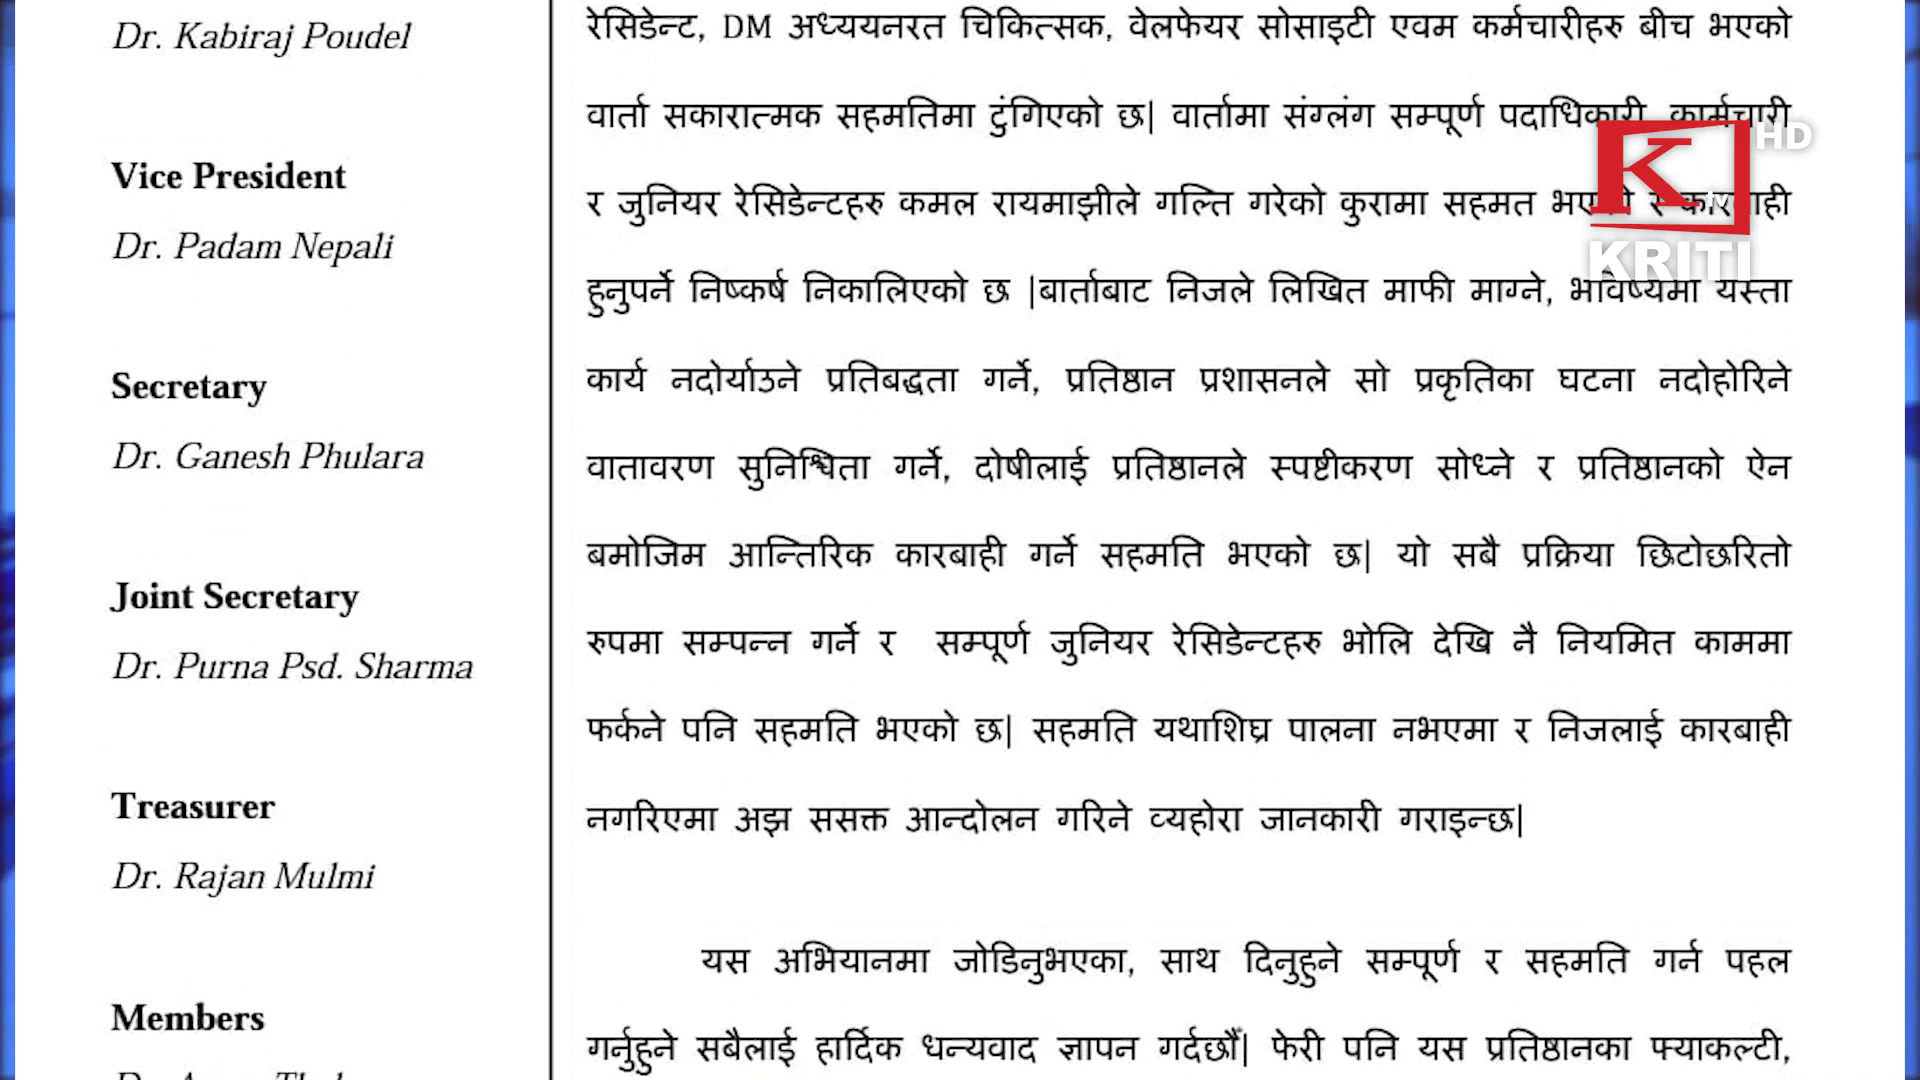 Dr. Kabiraj Poudel
Vice President
Dr. Padam Nepali
Secretary
Dr. Ganesh Phulara
Joint Secretary
Dr. Purna Psd. Sharma
Treasurer
Dr. Rajan Mulmi
Members
रेसिडेन्ट, DM अध्ययनरत चिकित्सक, वेलफेयर सोसाइटी एवम कर्मचारीहरु बीच भएको
वार्ता सकारात्मक सहमतिमा टुंगिएको छ| वार्तामा संग्लंग सम्पूर्ण पदाधिकारी, कार्मचारी
र जुनियर रेसिडेन्टहरु कमल रायमाझीले गल्ति गरेको कुरामा सहमत
हुनुपर्ने निष्कर्ष निकालिएको छ |बार्ताबाट निजले लिखित माफी माग्ने, भविष्यमा यस्ता
कार्य नदोर्याउने प्रतिबद्धता गर्ने, प्रतिष्ठान प्रशासनले सो प्रकृतिका घटना नदोहोरिने
वातावरण सुनिश्चिता गर्ने, दोषीलाई प्रतिष्ठानले स्पष्टीकरण सोध्ने र प्रतिष्ठानको ऐन
बमोजिम आन्तिरिक कारबाही गर्ने सहमति भएको छ| यो सबै प्रक्रिया छिटोछरितो
रुपमा सम्पन्न गर्ने र सम्पूर्ण जुनियर रेसिडेन्टहरु भोलि देखि नै नियमित काममा
फर्कने पनि सहमति भएको छ| सहमति यथाशिघ्र पालना नभएमा र निजलाई कारबाही
नगरिएमा अझ ससक्त आन्दोलन गरिने व्यहोरा जानकारी गराइन्छ|
यस अभियानमा जोडिनुभएका, साथ दिनुहुने सम्पूर्ण र सहमति गर्न पहल
गर्नुहुने सबैलाई हार्दिक धन्यवाद ज्ञापन गर्दछौँ| फेरी पनि यस प्रतिष्ठानका फ्याकल्टी,
K TV HD
KRITI